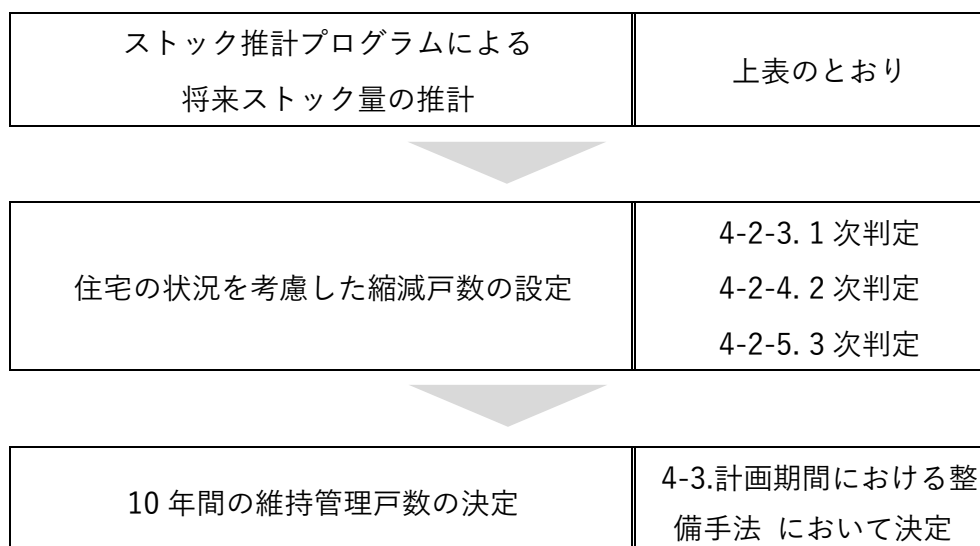 ストック推計プログラムによる
将来ストック量の推計
上表のとおり
住宅の状況を考慮した縮減戸数の設定
4-2-3. 1 次判定
4-2-4. 2 次判定
4-2-5. 3 次判定
10 年間の維持管理戸数の決定
4-3.計画期間における整
備手法 において決定